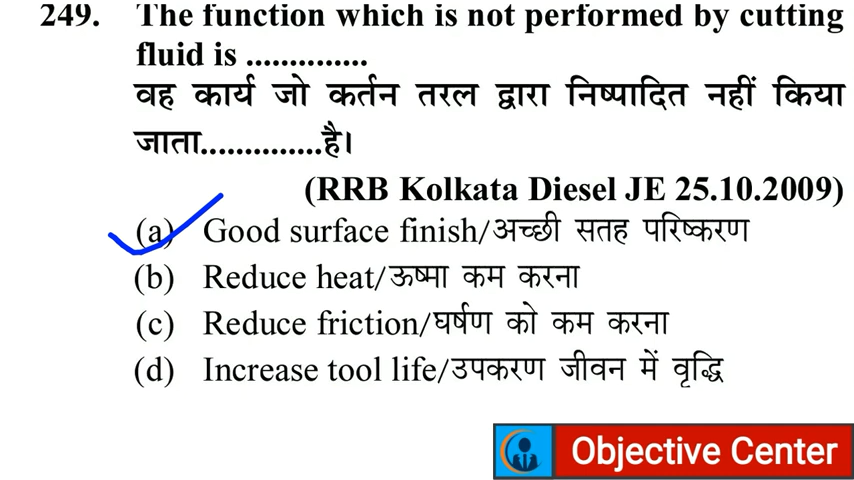 249. The function which is not performed by cutting
fluid is ..............
वह कार्य जो कर्तन तरल द्वारा निष्पादित नहीं किया
जाता..............है।
(RRB Kolkata Diesel JE 25.10.2009)
(a) Good surface finish/अच्छी सतह परिष्करण
(b) Reduce heat/ऊष्मा कम करना
(c) Reduce friction/घर्षण को कम करना
(d) Increase tool life/उपकरण जीवन में वृद्धि
Objective Center